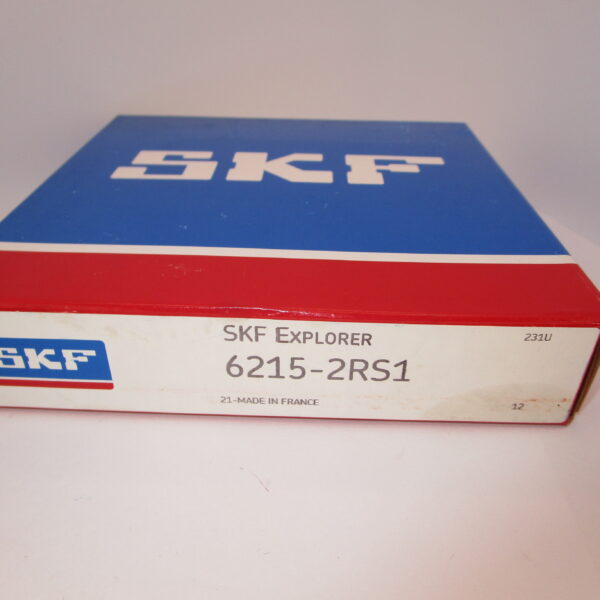 SKF
SKF EXPLORER
231U
SKF
6215-2RS1
21-MADE IN FRANCE
12